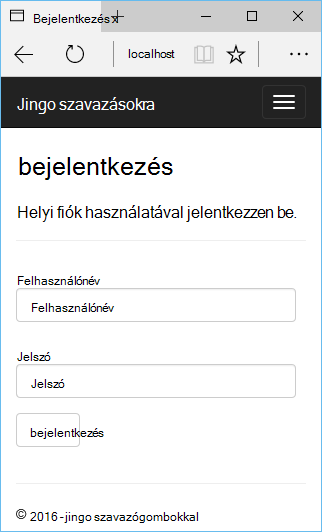 Bejelentkezés x
localhost
Jingo szavazásokra
bejelentkezés
Helyi fiók használatával jelentkezzen be.
Felhasználónév
Felhasználónév
Jelszó
Jelszó
bejelentkezés
© 2016 - jingo szavazógombokkal